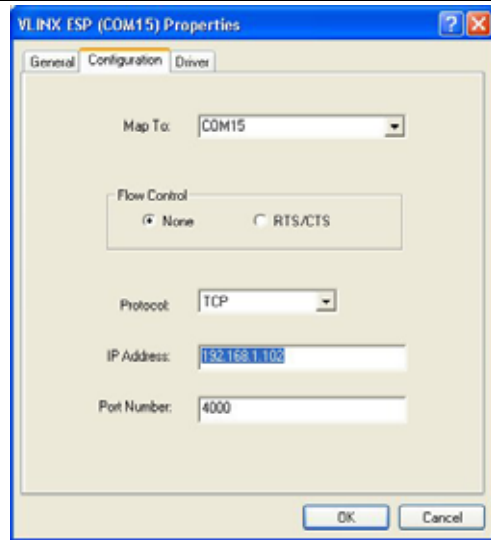 VLINX ESP (COM15) Properties
General Configuration Driver
Map To: COM15
Flow Control
None RTS/CTS
Protocol: TCP
IP Address: 192.168.1.102
Port Number: 4000
OK Cancel